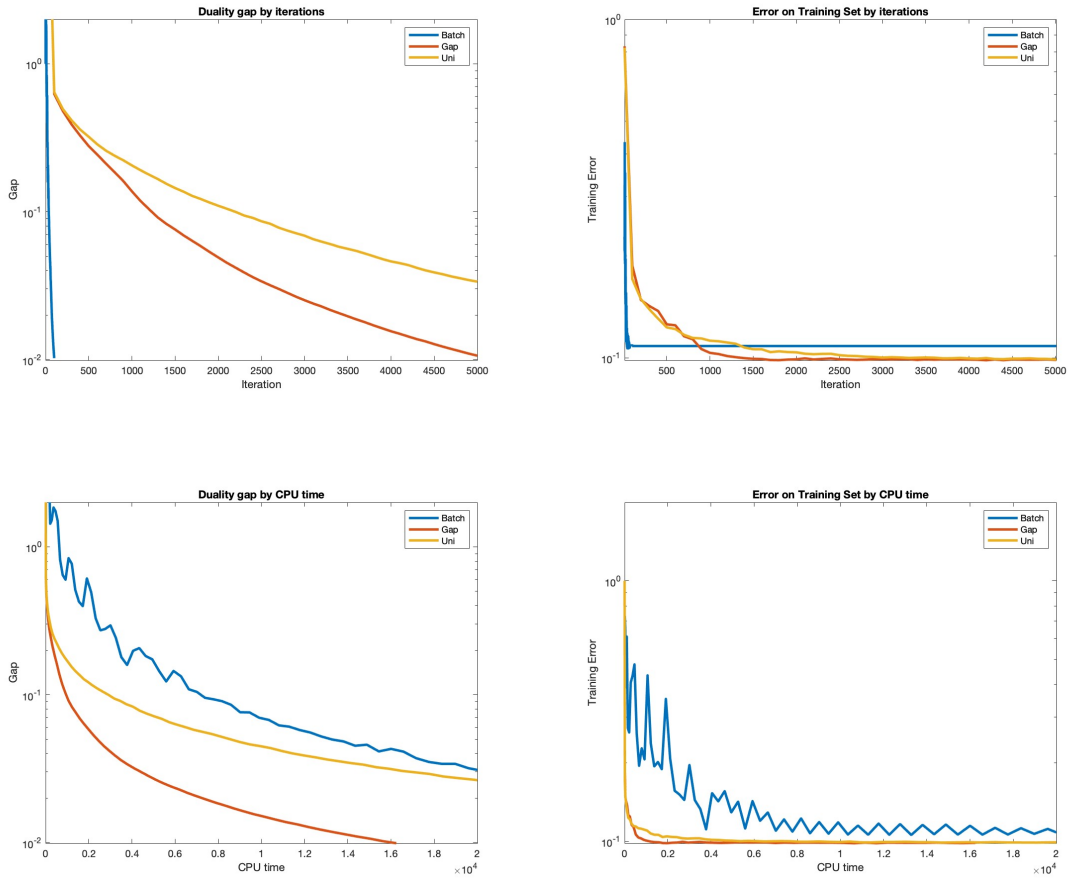 Duality gap by iterations
10^0
10^-1
10^-2
Gap
0 500 1000 1500 2000 2500 3000 3500 4000 4500 5000
Iteration
Batch
Gap
Uni
Error on Training Set by iterations
10^0
10^-1
Training Error
500 1000 1500 2000 2500 3000 3500 4000 4500 5000
Iteration
Batch
Gap
Uni
Duality gap by CPU time
10^0
10^-1
10^-2
Gap
0 0.2 0.4 0.6 0.8 1 1.2 1.4 1.6 1.8 2
CPU time
×10^4
Batch
Gap
Uni
Error on Training Set by CPU time
10^0
10^-1
Training Error
0 0.2 0.4 0.6 0.8 1 1.2 1.4 1.6 1.8 2
CPU time
×10^4
Batch
Gap
Uni